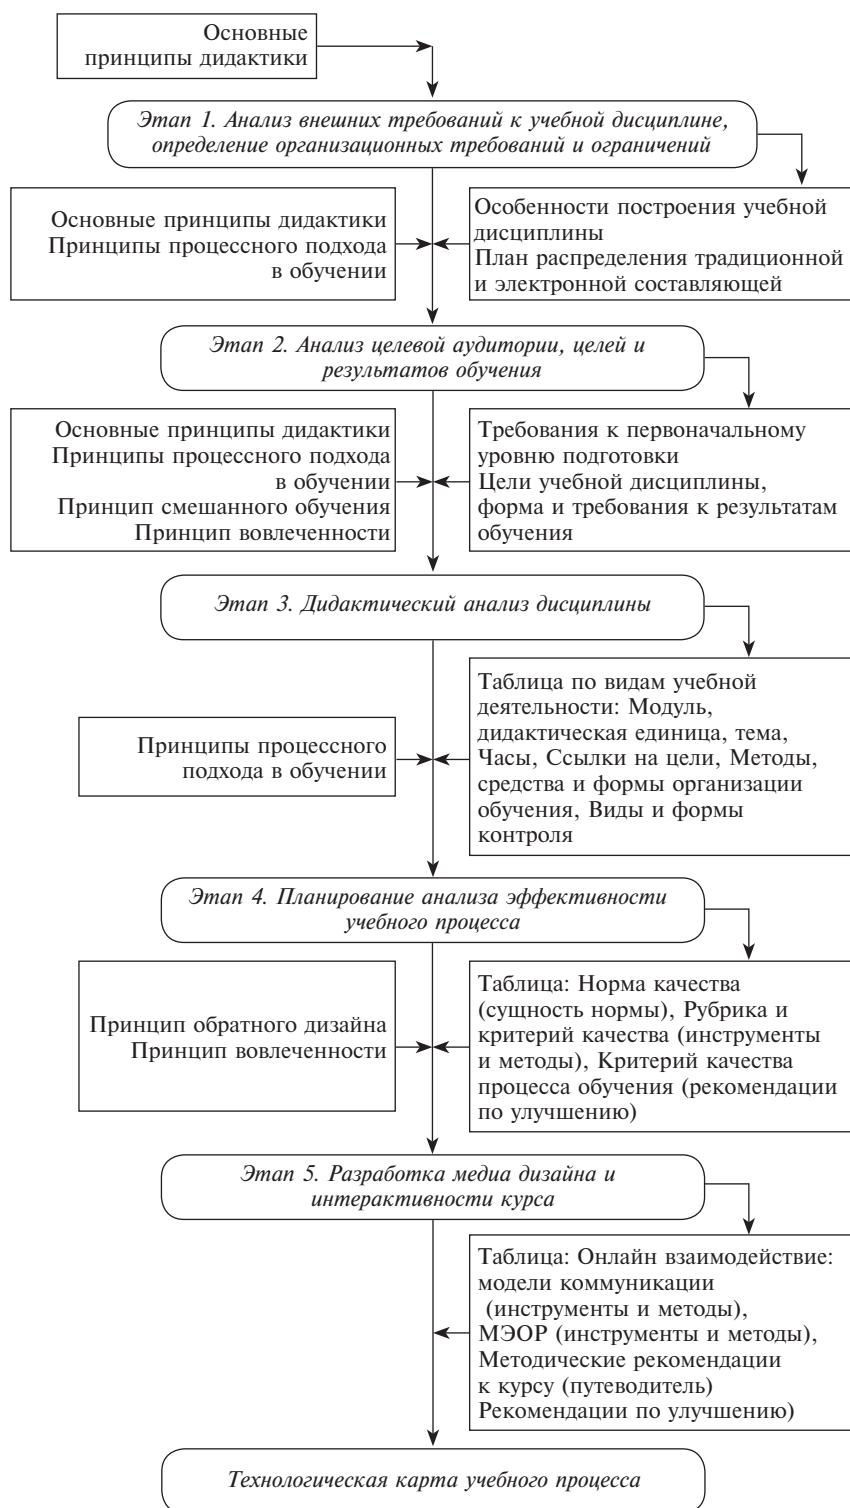 Основные
принципы дидактики
Этап 1. Анализ внешних требований к учебной дисциплине,
определение организационных требований и ограничений
Основные принципы дидактики
Принципы процессного подхода
в обучении
Особенности построения учебной
дисциплины
План распределения традиционной
и электронной составляющей
Этап 2. Анализ целевой аудитории, целей и
результатов обучения
Основные принципы дидактики
Принципы процессного подхода
в обучении
Принцип смешанного обучения
Принцип вовлеченности
Требования к первоначальному
уровню подготовки
Цели учебной дисциплины,
форма и требования к результатам
обучения
Этап 3. Дидактический анализ дисциплины
Принципы процессного
подхода в обучении
Таблица по видам учебной
деятельности: Модуль,
дидактическая единица, тема,
Часы, Ссылки на цели, Методы,
средства и формы организации
обучения, Виды и формы
контроля
Этап 4. Планирование анализа эффективности
учебного процесса
Принцип обратного дизайна
Принцип вовлеченности
Таблица: Норма качества
(сущность нормы), Рубрика и
критерий качества (инструменты
и методы), Критерий качества
процесса обучения (рекомендации
по улучшению)
Этап 5. Разработка медиа дизайна и
интерактивности курса
Таблица: Онлайн взаимодействие:
модели коммуникации
(инструменты и методы),
МЭОР (инструменты и методы),
Методические рекомендации
к курсу (путеводитель)
Рекомендации по улучшению)
Технологическая карта учебного процесса